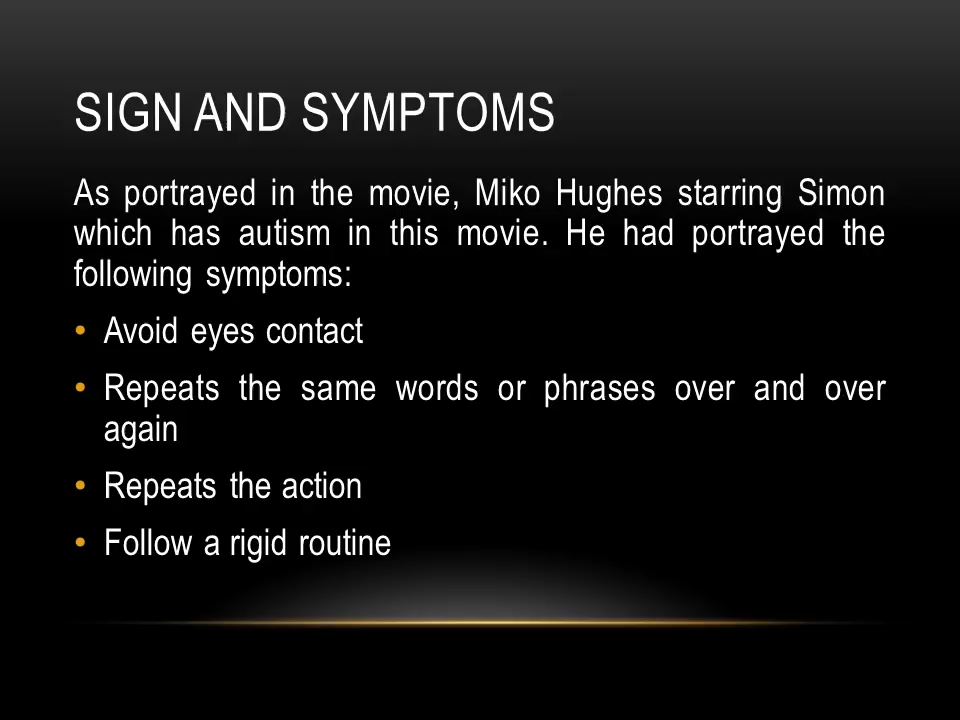 SIGN AND SYMPTOMS
As portrayed in the movie, Miko Hughes starring Simon
which has autism in this movie. He had portrayed the
following symptoms:
• Avoid eyes contact
• Repeats the same words or phrases over and over
again
• Repeats the action
• Follow a rigid routine